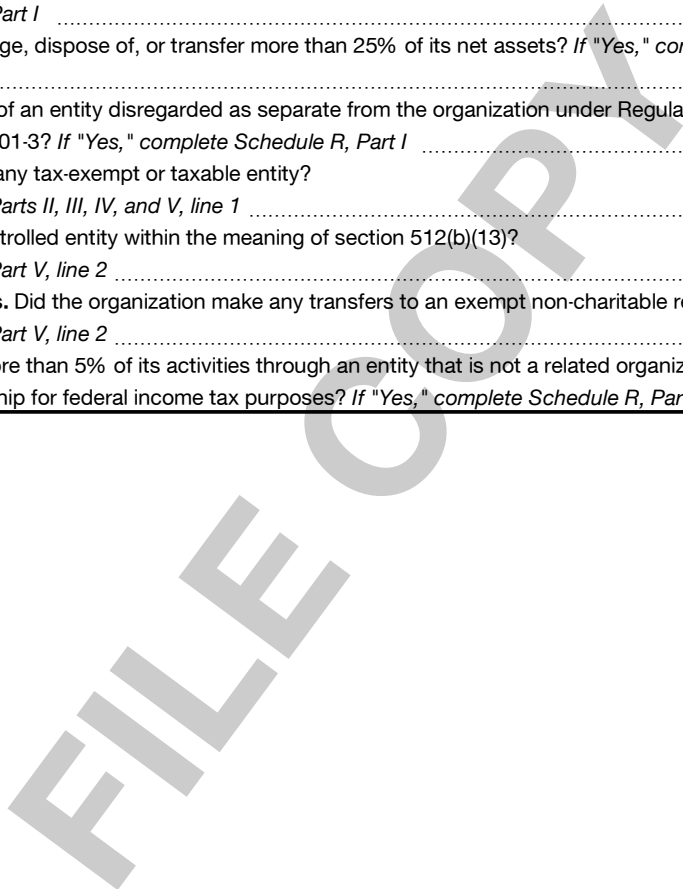 Part I
ge, dispose of, or transfer more than 25% of its net assets? If "Yes," com
of an entity disregarded as separate from the organization under Regula
01-3? If "Yes," complete Schedule R, Part I
any tax-exempt or taxable entity?
Parts II, III, IV, and V, line 1
trolled entity within the meaning of section 512(b)(13)?
Part V, line 2
s. Did the organization make any transfers to an exempt non-charitable re
Part V, line 2
ore than 5% of its activities through an entity that is not a related organiz
hip for federal income tax purposes? If "Yes," complete Schedule R, Par
FILE COPY